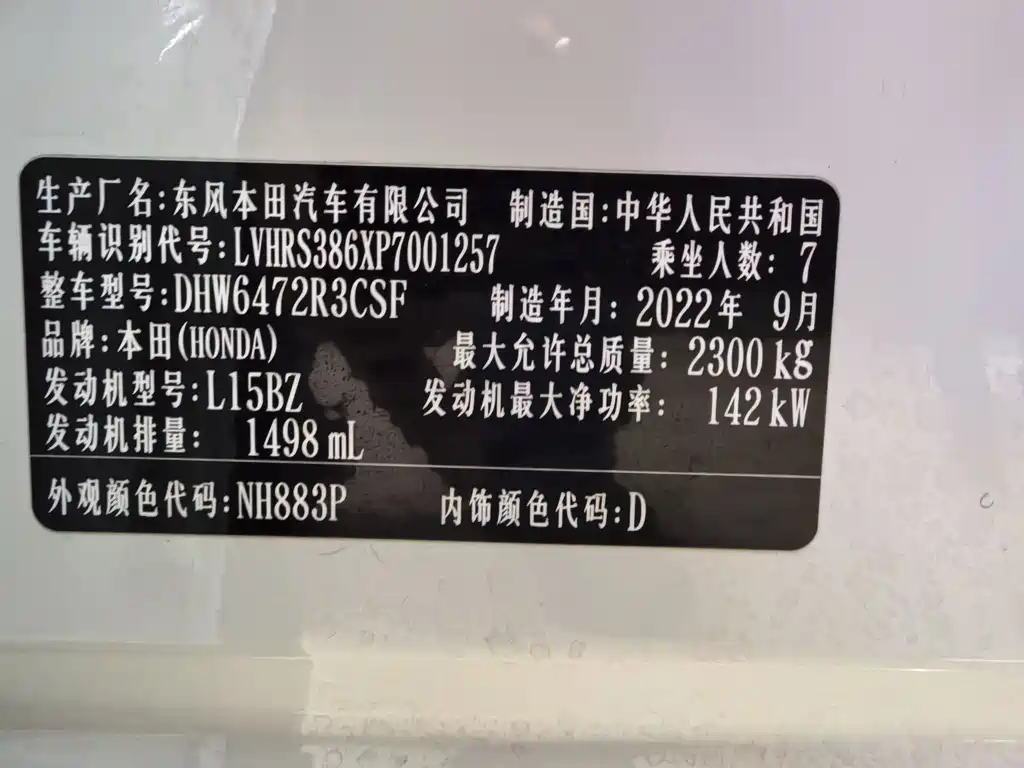 生产厂名:东风本田汽车有限公司 制造国:中华人民共和国
车辆识别代号:LVHRS386XP7001257 乘坐人数: 7
整车型号:DHW6472R3CSF 制造年月: 2022年 9月
品牌:本田(HONDA) 最大允许总质量: 2300 kg
发动机型号:L15BZ 发动机最大净功率: 142 kW
发动机排量: 1498 mL
外观颜色代码:NH883P 内饰颜色代码:D